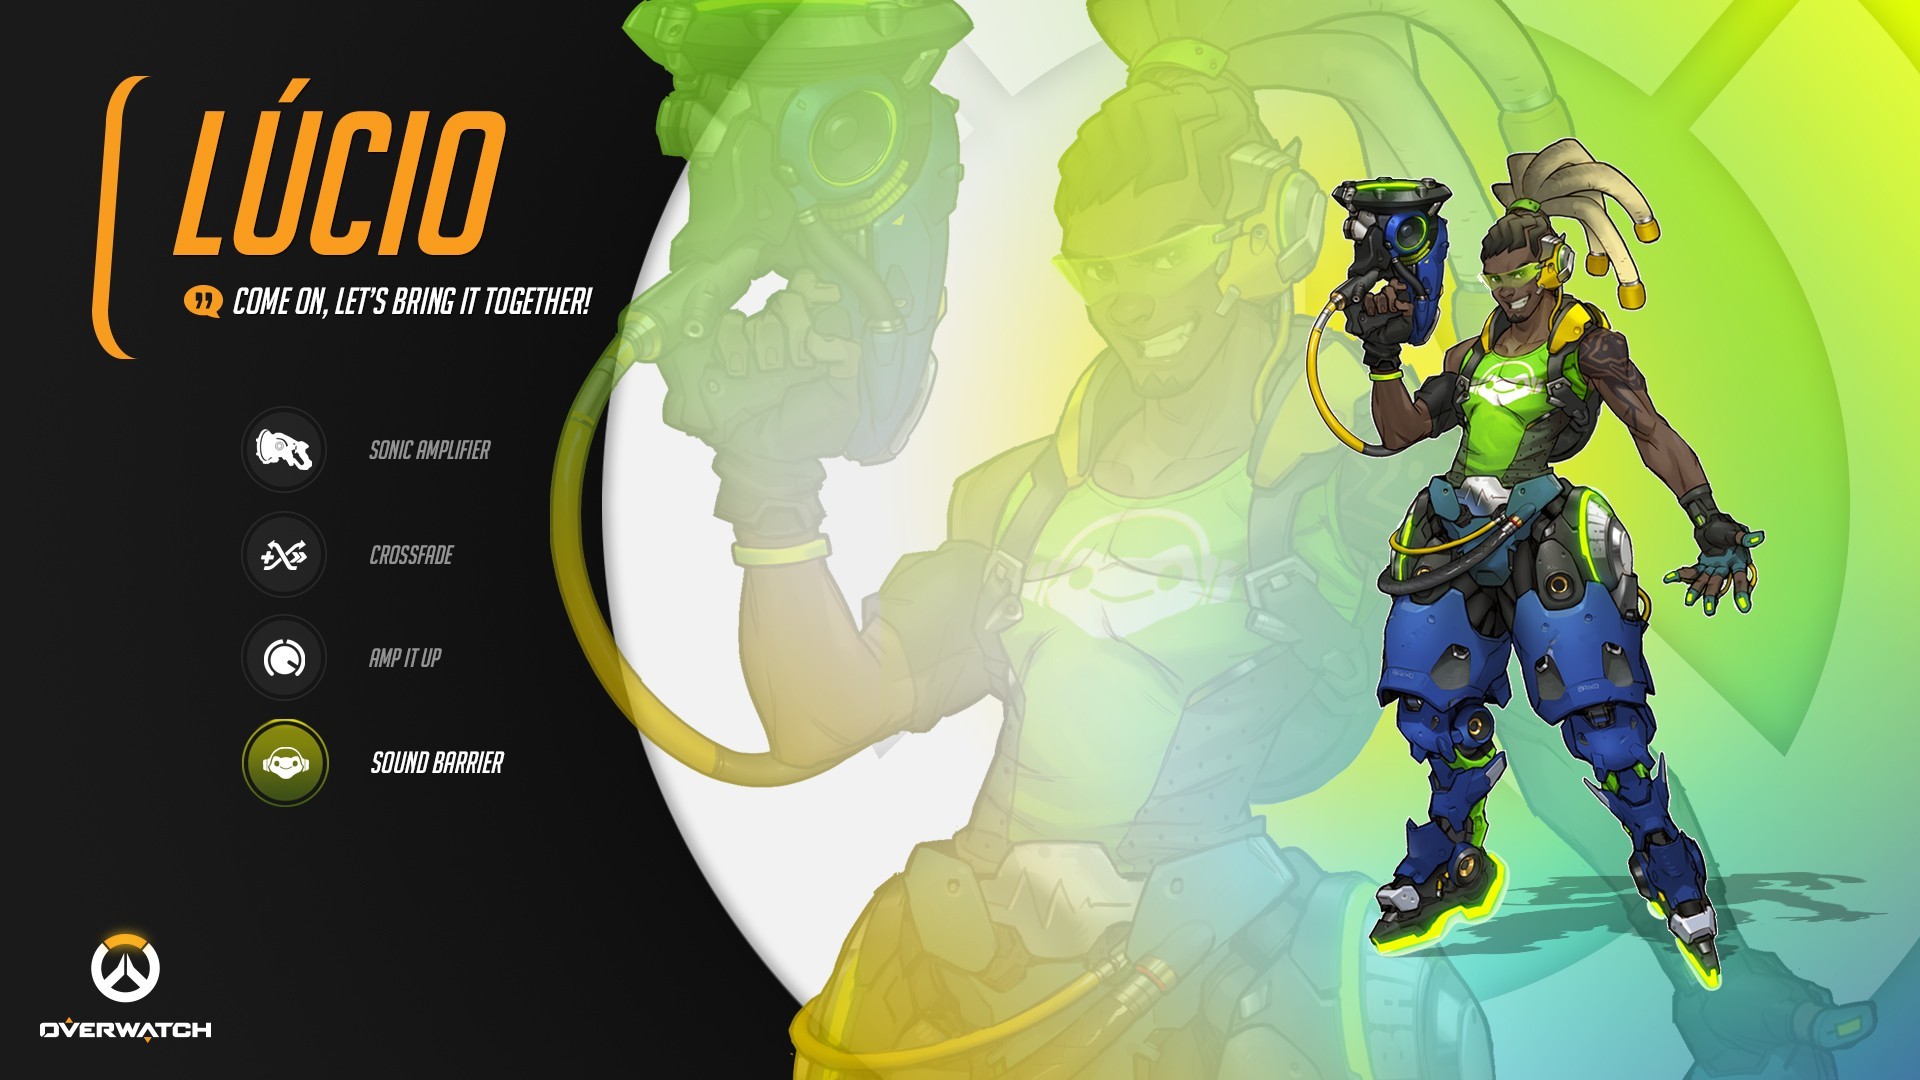 LÚCIO
COME ON, LET'S BRING IT TOGETHER!
SONIC AMPLIFIER
CROSSFADE
AMP IT UP
SOUND BARRIER
OVERWATCH